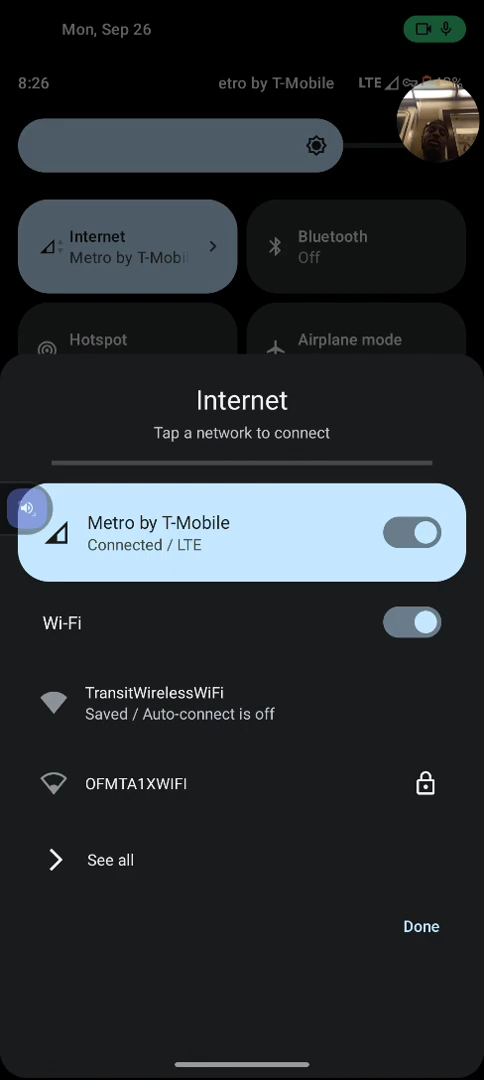 Mon, Sep 26
8:26
etro by T-Mobile
LTE
Internet
Metro by T-Mobil
Bluetooth
Off
Hotspot
Airplane mode
Internet
Tap a network to connect
Metro by T-Mobile
Connected / LTE
Wi-Fi
TransitWirelessWiFi
Saved / Auto-connect is off
OFMTA1XWIFI
See all
Done